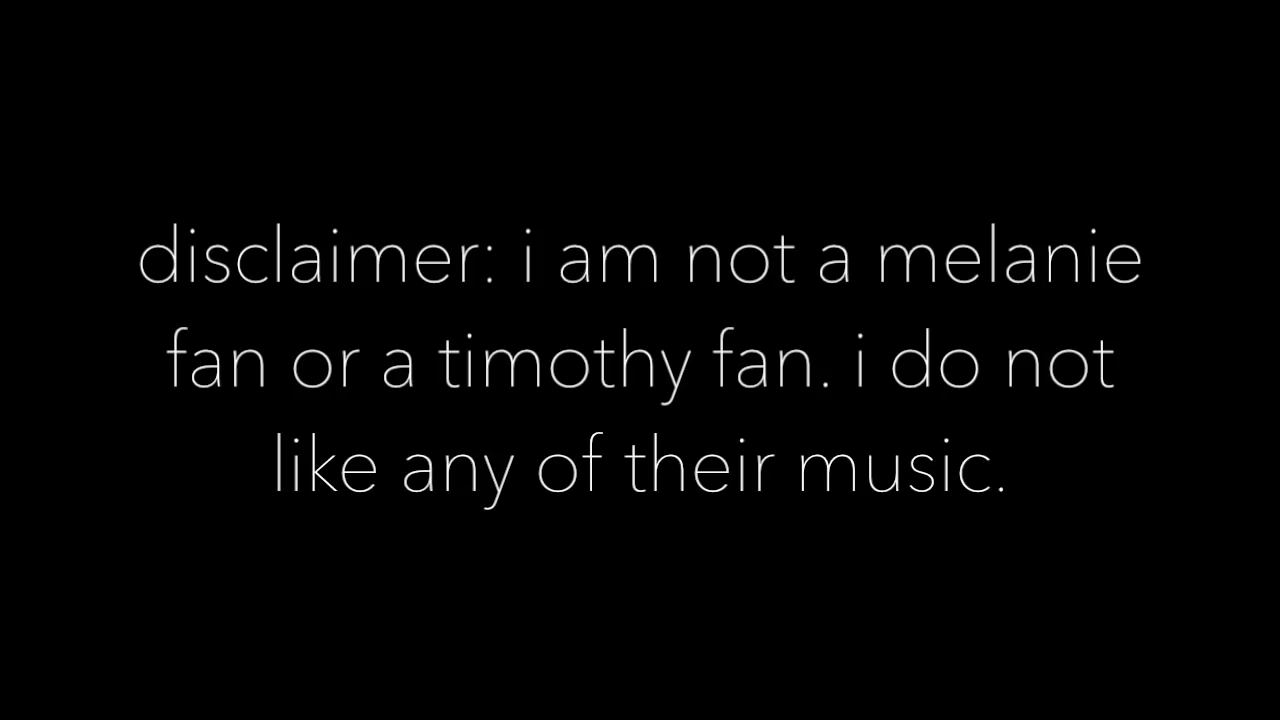 disclaimer: i am not a melanie
fan or a timothy fan. i do not
like any of their music.